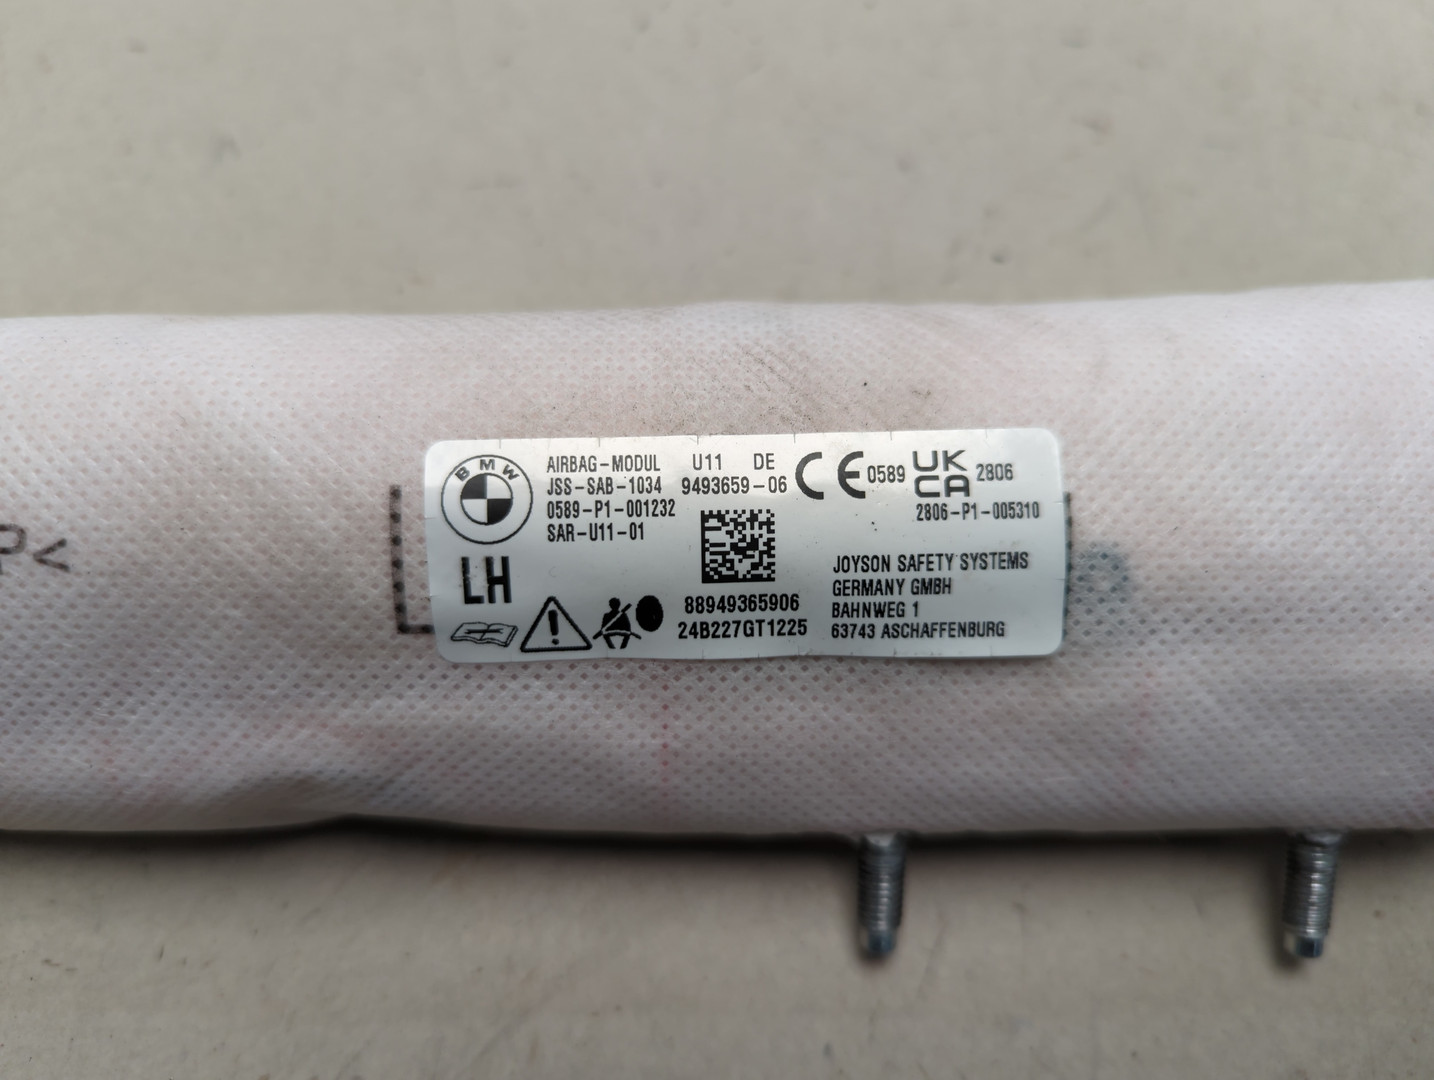 BMW
AIRBAG-MODUL U11 DE
JSS-SAB-1034 9493659-06
0589-P1-001232
SAR-U11-01
LH
88949365906
24B227GT1225
CE 0589
UK CA 2806
2806-P1-005310
JOYSON SAFETY SYSTEMS
GERMANY GMBH
BAHNWEG 1
63743 ASCHAFFENBURG